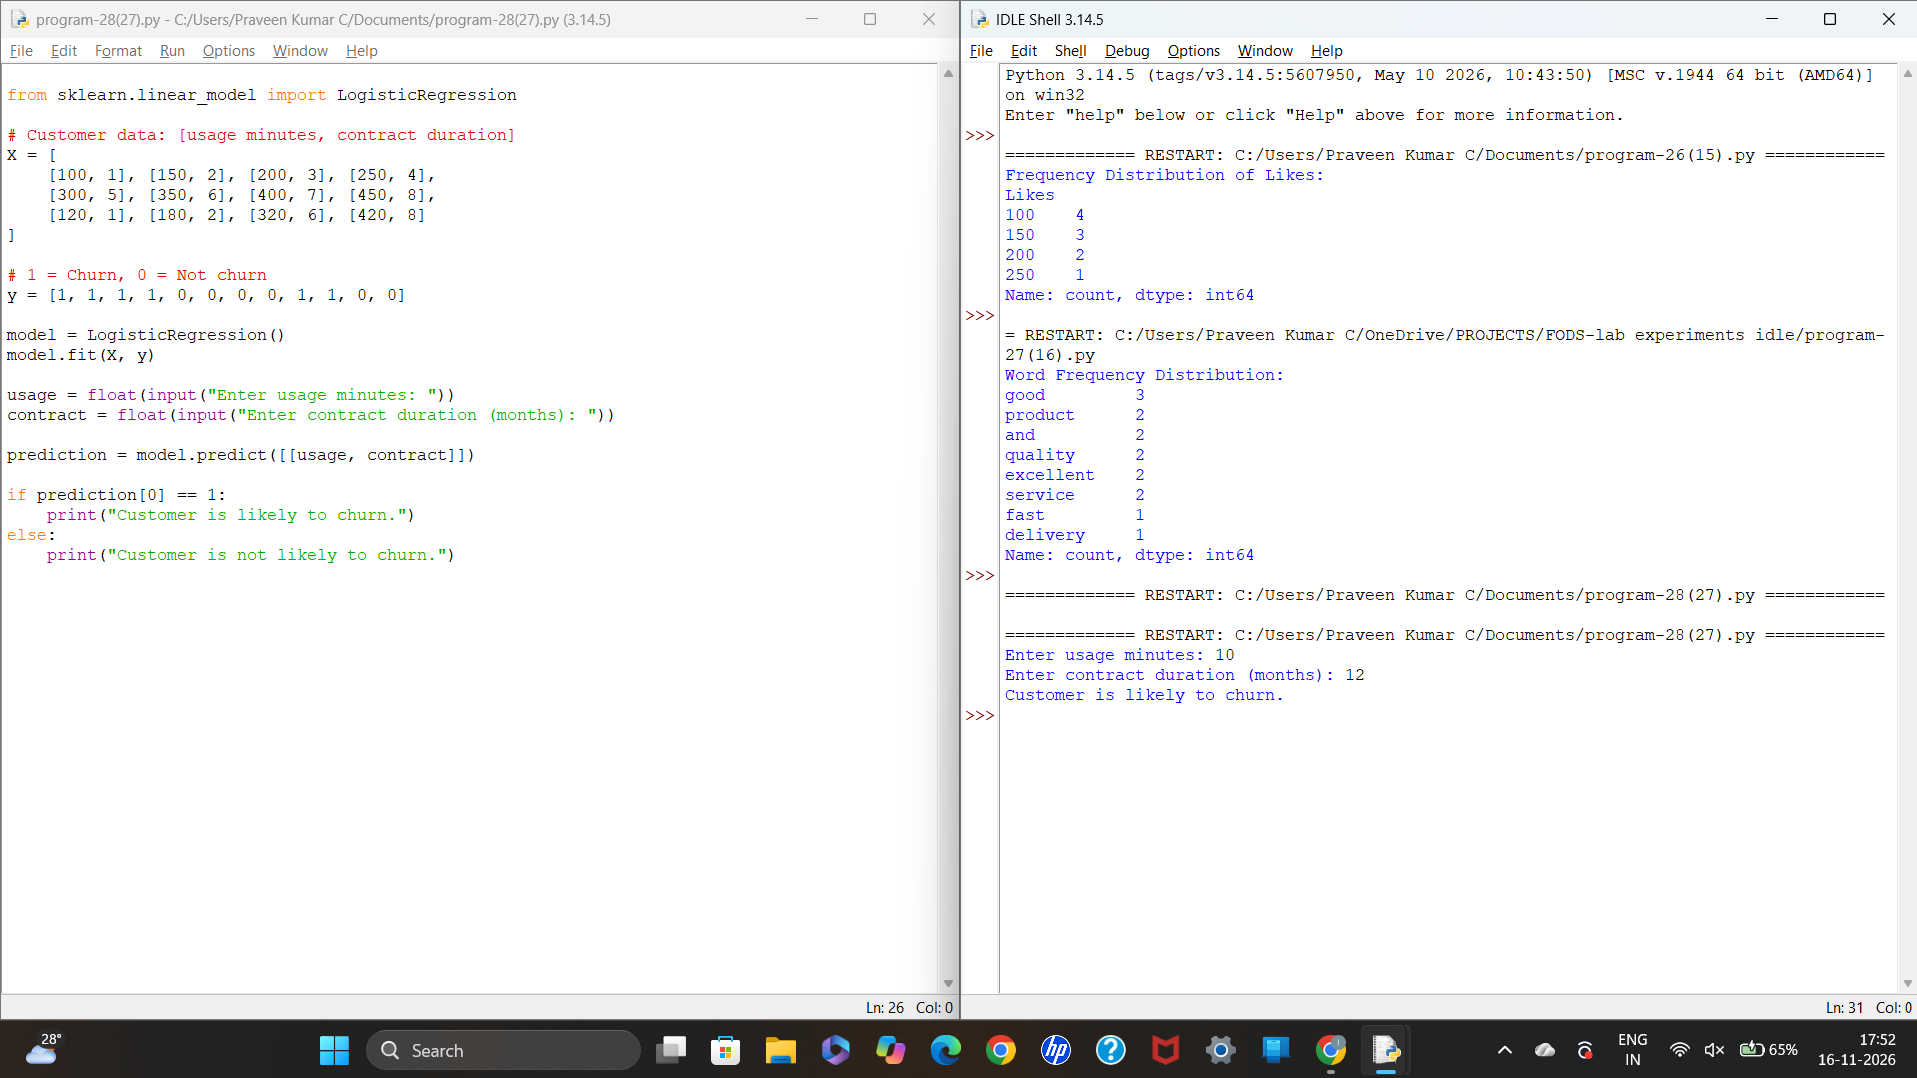 program-28(27).py - C:/Users/Praveen Kumar C/Documents/program-28(27).py (3.14.5)
File Edit Format Run Options Window Help
from sklearn.linear_model import LogisticRegression
# Customer data: [usage minutes, contract duration]
X = [
    [100, 1], [150, 2], [200, 3], [250, 4],
    [300, 5], [350, 6], [400, 7], [450, 8],
    [120, 1], [180, 2], [320, 6], [420, 8]
]
# 1 = Churn, 0 = Not churn
y = [1, 1, 1, 1, 0, 0, 0, 0, 1, 1, 0, 0]
model = LogisticRegression()
model.fit(X, y)
usage = float(input("Enter usage minutes: "))
contract = float(input("Enter contract duration (months): "))
prediction = model.predict([[usage, contract]])
if prediction[0] == 1:
    print("Customer is likely to churn.")
else:
    print("Customer is not likely to churn.")
Ln: 26 Col: 0
IDLE Shell 3.14.5
File Edit Shell Debug Options Window Help
Python 3.14.5 (tags/v3.14.5:5607950, May 10 2026, 10:43:50) [MSC v.1944 64 bit (AMD64)]
on win32
Enter "help" below or click "Help" above for more information.
>>>
============= RESTART: C:/Users/Praveen Kumar C/Documents/program-26(15).py ============
Frequency Distribution of Likes:
Likes
100    4
150    3
200    2
250    1
Name: count, dtype: int64
>>>
= RESTART: C:/Users/Praveen Kumar C/OneDrive/PROJECTS/FODS-lab experiments idle/program-
27(16).py
Word Frequency Distribution:
good         3
product      2
and          2
quality      2
excellent    2
service      2
fast         1
delivery     1
Name: count, dtype: int64
>>>
============= RESTART: C:/Users/Praveen Kumar C/Documents/program-28(27).py ============
============= RESTART: C:/Users/Praveen Kumar C/Documents/program-28(27).py ============
Enter usage minutes: 10
Enter contract duration (months): 12
Customer is likely to churn.
>>>
Ln: 31 Col: 0
28°
Search
hp
ENG
IN
65%
17:52
16-11-2026